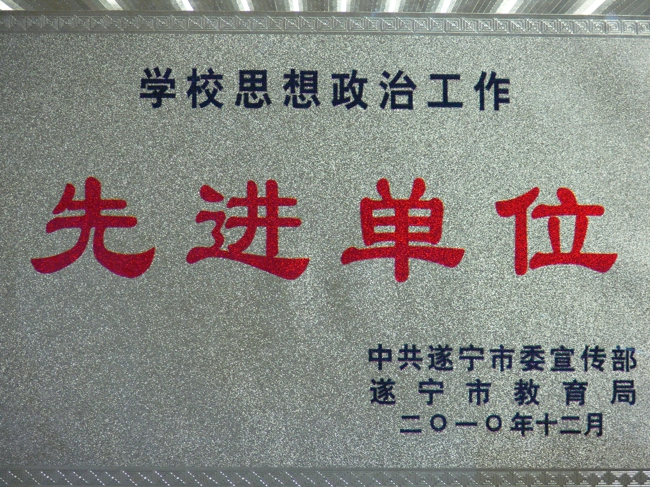 学校思想政治工作
先进单位
中共遂宁市委宣传部
遂宁市教育局
二〇一〇年十二月